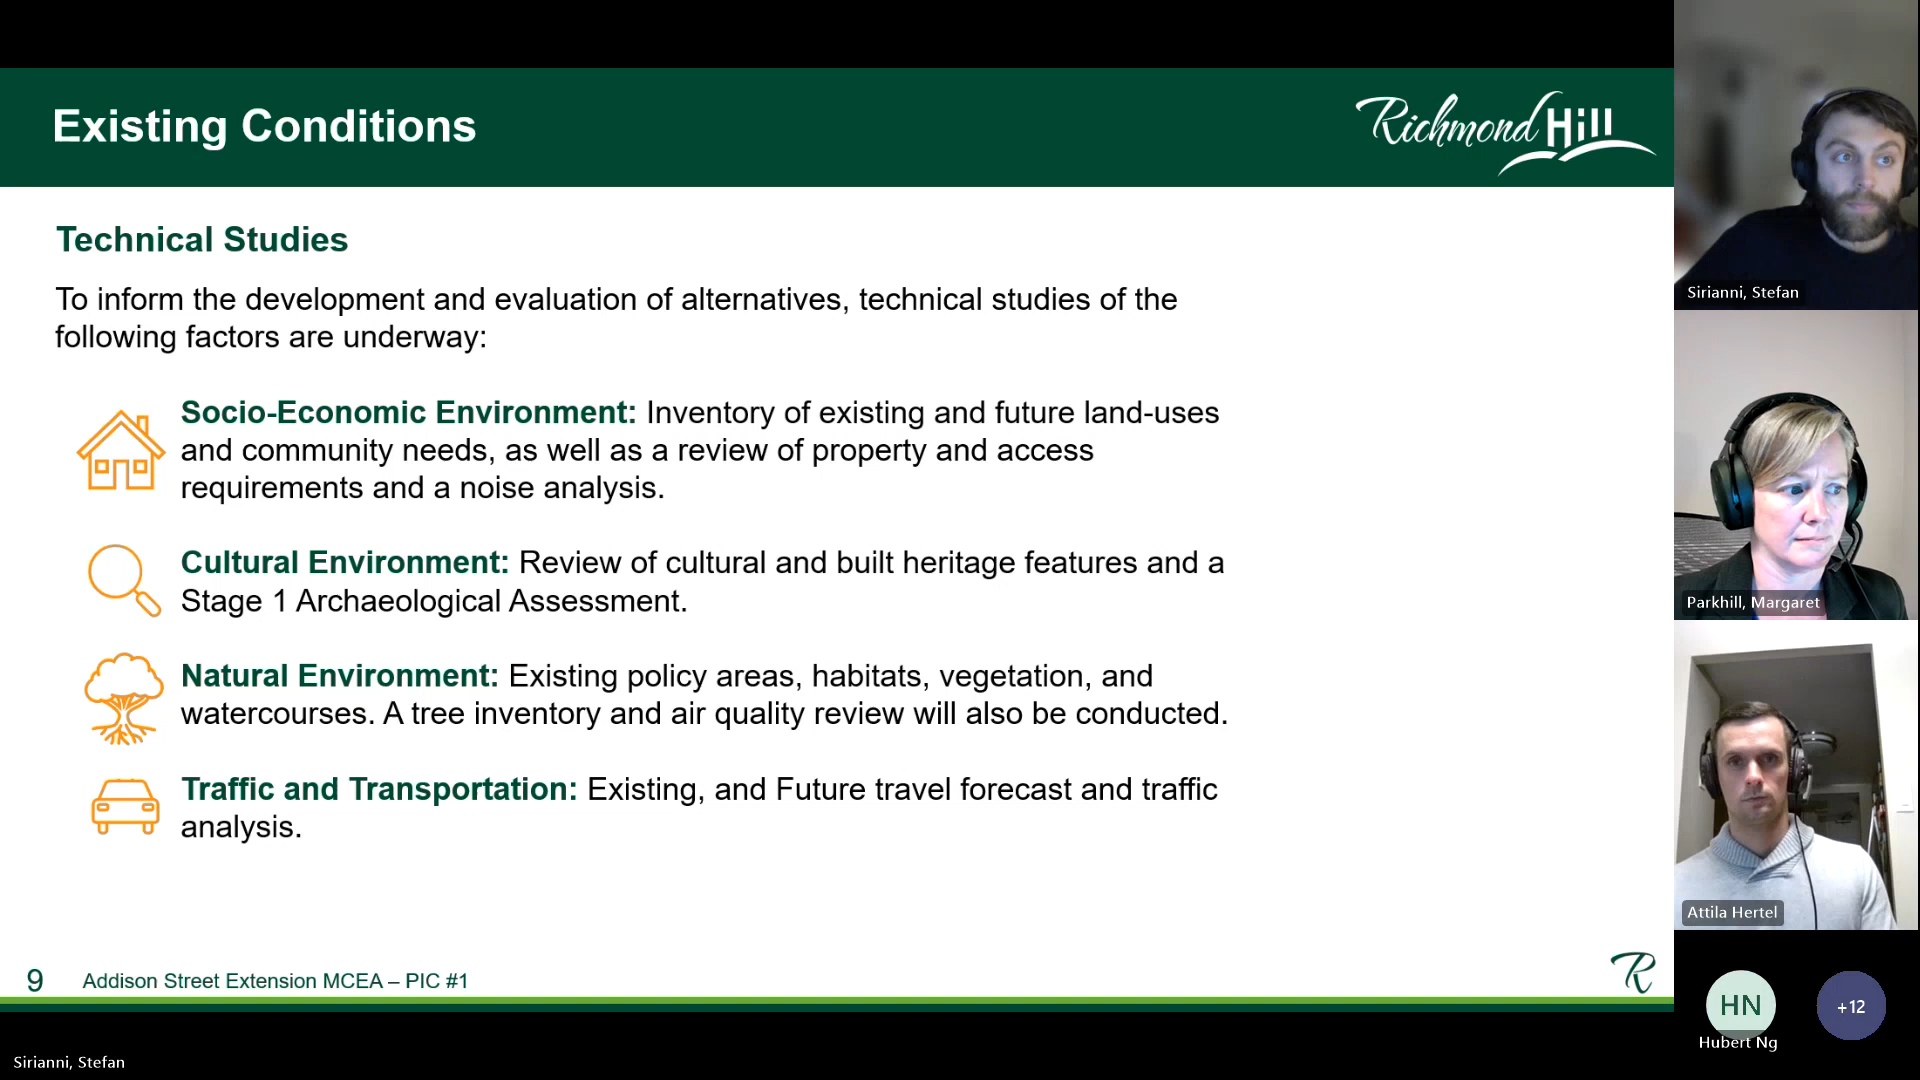 Existing Conditions
Richmond Hill
Technical Studies
To inform the development and evaluation of alternatives, technical studies of the
following factors are underway:
Socio-Economic Environment: Inventory of existing and future land-uses
and community needs, as well as a review of property and access
requirements and a noise analysis.
Cultural Environment: Review of cultural and built heritage features and a
Stage 1 Archaeological Assessment.
Natural Environment: Existing policy areas, habitats, vegetation, and
watercourses. A tree inventory and air quality review will also be conducted.
Traffic and Transportation: Existing, and Future travel forecast and traffic
analysis.
9 Addison Street Extension MCEA – PIC #1
R
Sirianni, Stefan
Sirianni, Stefan
Parkhill, Margaret
Attila Hertel
HN
Hubert Ng
+12